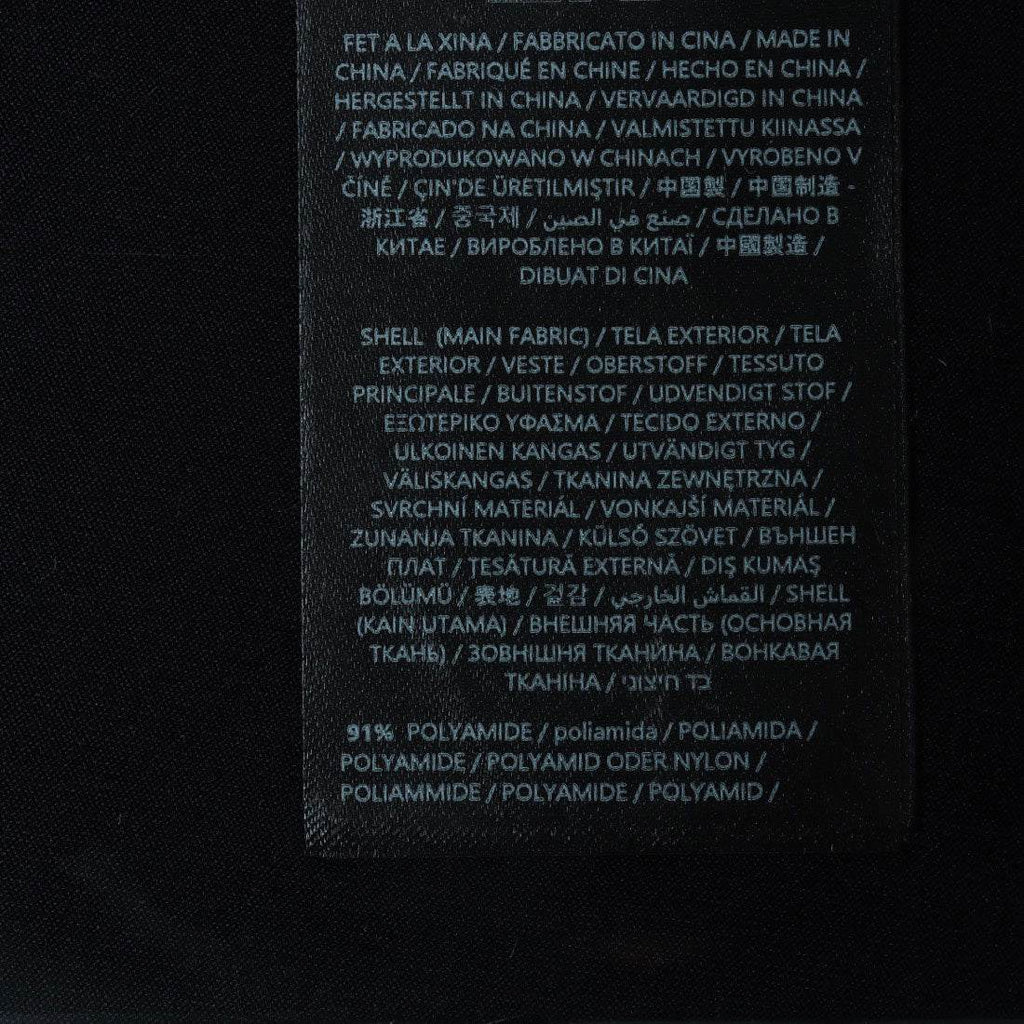 FET A LA XINA / FABBRICATO IN CINA / MADE IN
CHINA / FABRIQUÉ EN CHINE / HECHO EN CHINA /
HERGESTELLT IN CHINA / VERVAARDIGD IN CHINA
/ FABRICADO NA CHINA / VALMISTETTU KIINASSA
/ WYPRODUKOWANO W CHINACH / VYROBENO V
ČÍNÉ / ÇIN'DE ÜRETILMIŞTIR / 中国製 / 中国制造 -
浙江省 / 중국제 / صنع في الصين / СДЕЛАНО В
КИТАЕ / ВИРОБЛЕНО В КИТАЇ / 中國製造 /
DIBUAT DI CINA
SHELL (MAIN FABRIC) / TELA EXTERIOR / TELA
EXTERIOR / VESTE / OBERSTOFF / TESSUTO
PRINCIPALE / BUITENSTOF / UDVENDIGT STOF /
ΕΞΩΤΕΡΙΚΟ ΥΦΑΣΜΑ / TECIDO EXTERNO /
ULKOINEN KANGAS / UTVÄNDIGT TYG /
VÄLISKANGAS / TKANINA ZEWNĘTRZNA /
SVRCHNÍ MATERIÁL / VONKAJŠÍ MATERIÁL /
ZUNANJA TKANINA / KÜLSŐ SZÖVET / ВЪНШЕН
ПЛАТ / ȚESĂTURĂ EXTERNĂ / DIŞ KUMAŞ
BÖLÜMÜ / 表地 / 겉감 / القماش الخارجي / SHELL
(KAIN UTAMA) / ВНЕШНЯЯ ЧАСТЬ (ОСНОВНАЯ
ТКАНЬ) / ЗОВНІШНЯ ТКАНИНА / ВОНКАВАЯ
ТКАНІНА / בד חיצוני
91% POLYAMIDE / poliamida / POLIAMIDA /
POLYAMIDE / POLYAMID ODER NYLON /
POLIAMMIDE / POLYAMIDE / POLYAMID /